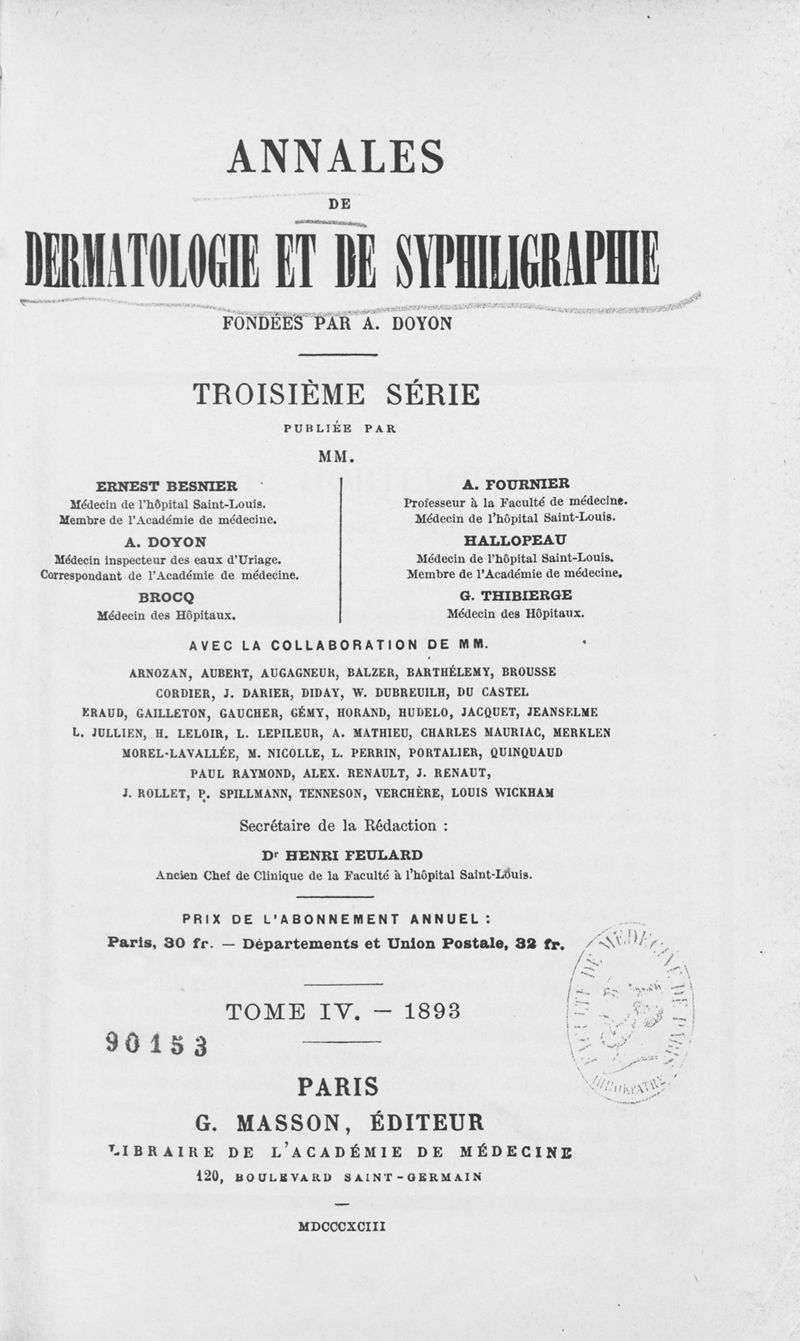 ANNALES
DE
DERMATOLOGIE ET DE SYPHILIGRAPHIE
FONDÉES PAR A. DOYON
TROISIÈME SÉRIE
PUBLIÉE PAR
MM.
ERNEST BESNIER
Médecin de l'hôpital Saint-Louis.
Membre de l'Académie de médecine.
A. DOYON
Médecin inspecteur des eaux d'Uriage.
Correspondant de l'Académie de médecine.
BROCQ
Médecin des Hôpitaux.
A. FOURNIER
Professeur à la Faculté de médecine.
Médecin de l'hôpital Saint-Louis.
HALLOPEAU
Médecin de l'hôpital Saint-Louis.
Membre de l'Académie de médecine.
G. THIBIERGE
Médecin des Hôpitaux.
AVEC LA COLLABORATION DE MM.
ARNOZAN, AUBERT, AUGAGNEUR, BALZER, BARTHÉLEMY, BROUSSE
CORDIER, J. DARIER, DIDAY, W. DUBREUILH, DU CASTEL
ERAUD, GAILLETON, GAUCHER, GÉMY, HORAND, HUDELO, JACQUET, JEANSELME
L. JULLIEN, H. LELOIR, L. LEPILEUR, A. MATHIEU, CHARLES MAURIAC, MERKLEN
MOREL-LAVALLÉE, M. NICOLLE, L. PERRIN, PORTALIER, QUINQUAUD
PAUL RAYMOND, ALEX. RENAULT, J. RENAUT,
J. ROLLET, P. SPILLMANN, TENNESON, VERCHÈRE, LOUIS WICKHAM
Secrétaire de la Rédaction :
Dr HENRI FEULARD
Ancien Chef de Clinique de la Faculté à l'hôpital Saint-Louis.
PRIX DE L'ABONNEMENT ANNUEL :
Paris, 30 fr. — Départements et Union Postale, 32 fr.
TOME IV. — 1893
90153
PARIS
G. MASSON, ÉDITEUR
LIBRAIRE DE L'ACADÉMIE DE MÉDECINE
120, BOULEVARD SAINT-GERMAIN
MDCCCXCIII